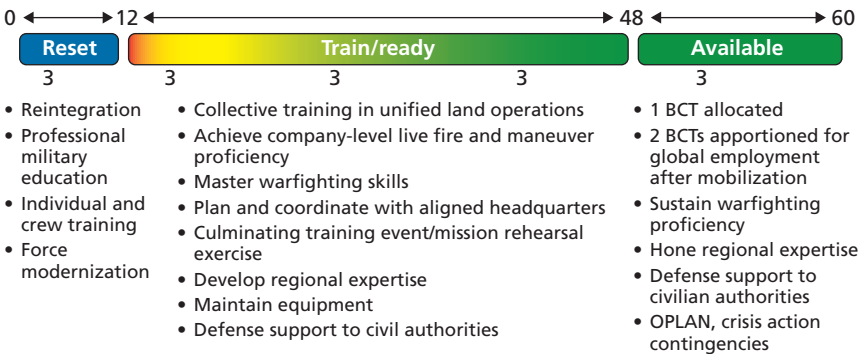 0 12 48 60
Reset Train/ready Available
3 3 3 3 3
• Reintegration
• Professional
military
education
• Individual and
crew training
• Force
modernization
• Collective training in unified land operations
• Achieve company-level live fire and maneuver
proficiency
• Master warfighting skills
• Plan and coordinate with aligned headquarters
• Culminating training event/mission rehearsal
exercise
• Develop regional expertise
• Maintain equipment
• Defense support to civil authorities
• 1 BCT allocated
• 2 BCTs apportioned for
global employment
after mobilization
• Sustain warfighting
proficiency
• Hone regional expertise
• Defense support to
civilian authorities
• OPLAN, crisis action
contingencies